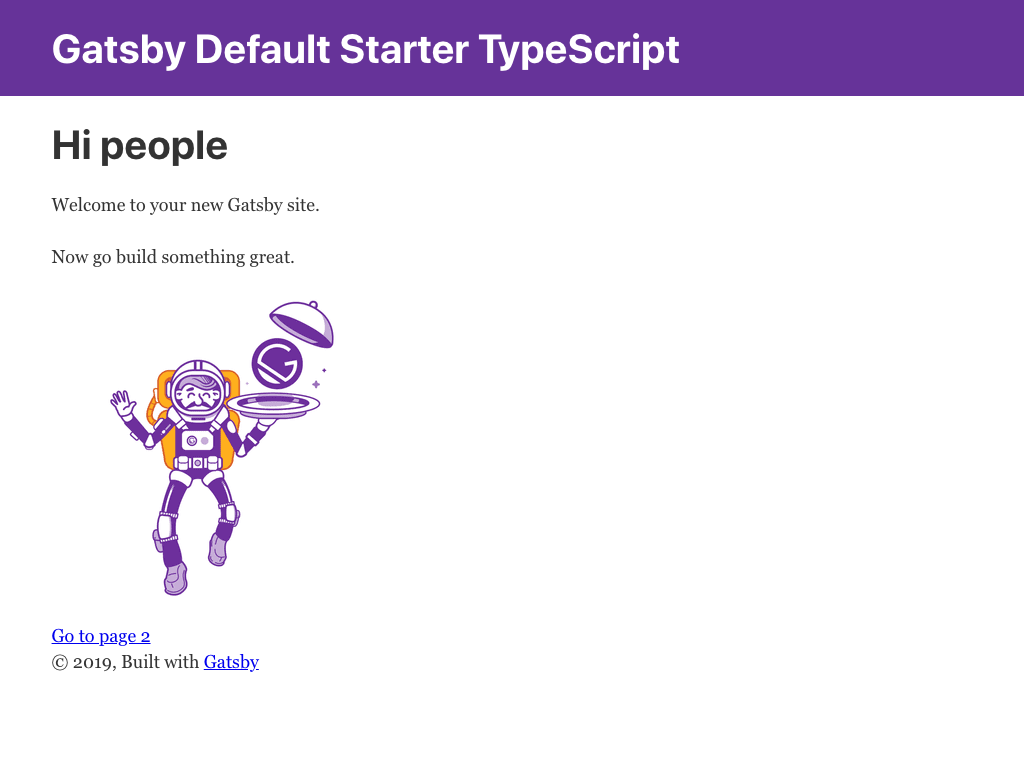 Gatsby Default Starter TypeScript
Hi people
Welcome to your new Gatsby site.
Now go build something great.
Go to page 2
© 2019, Built with Gatsby